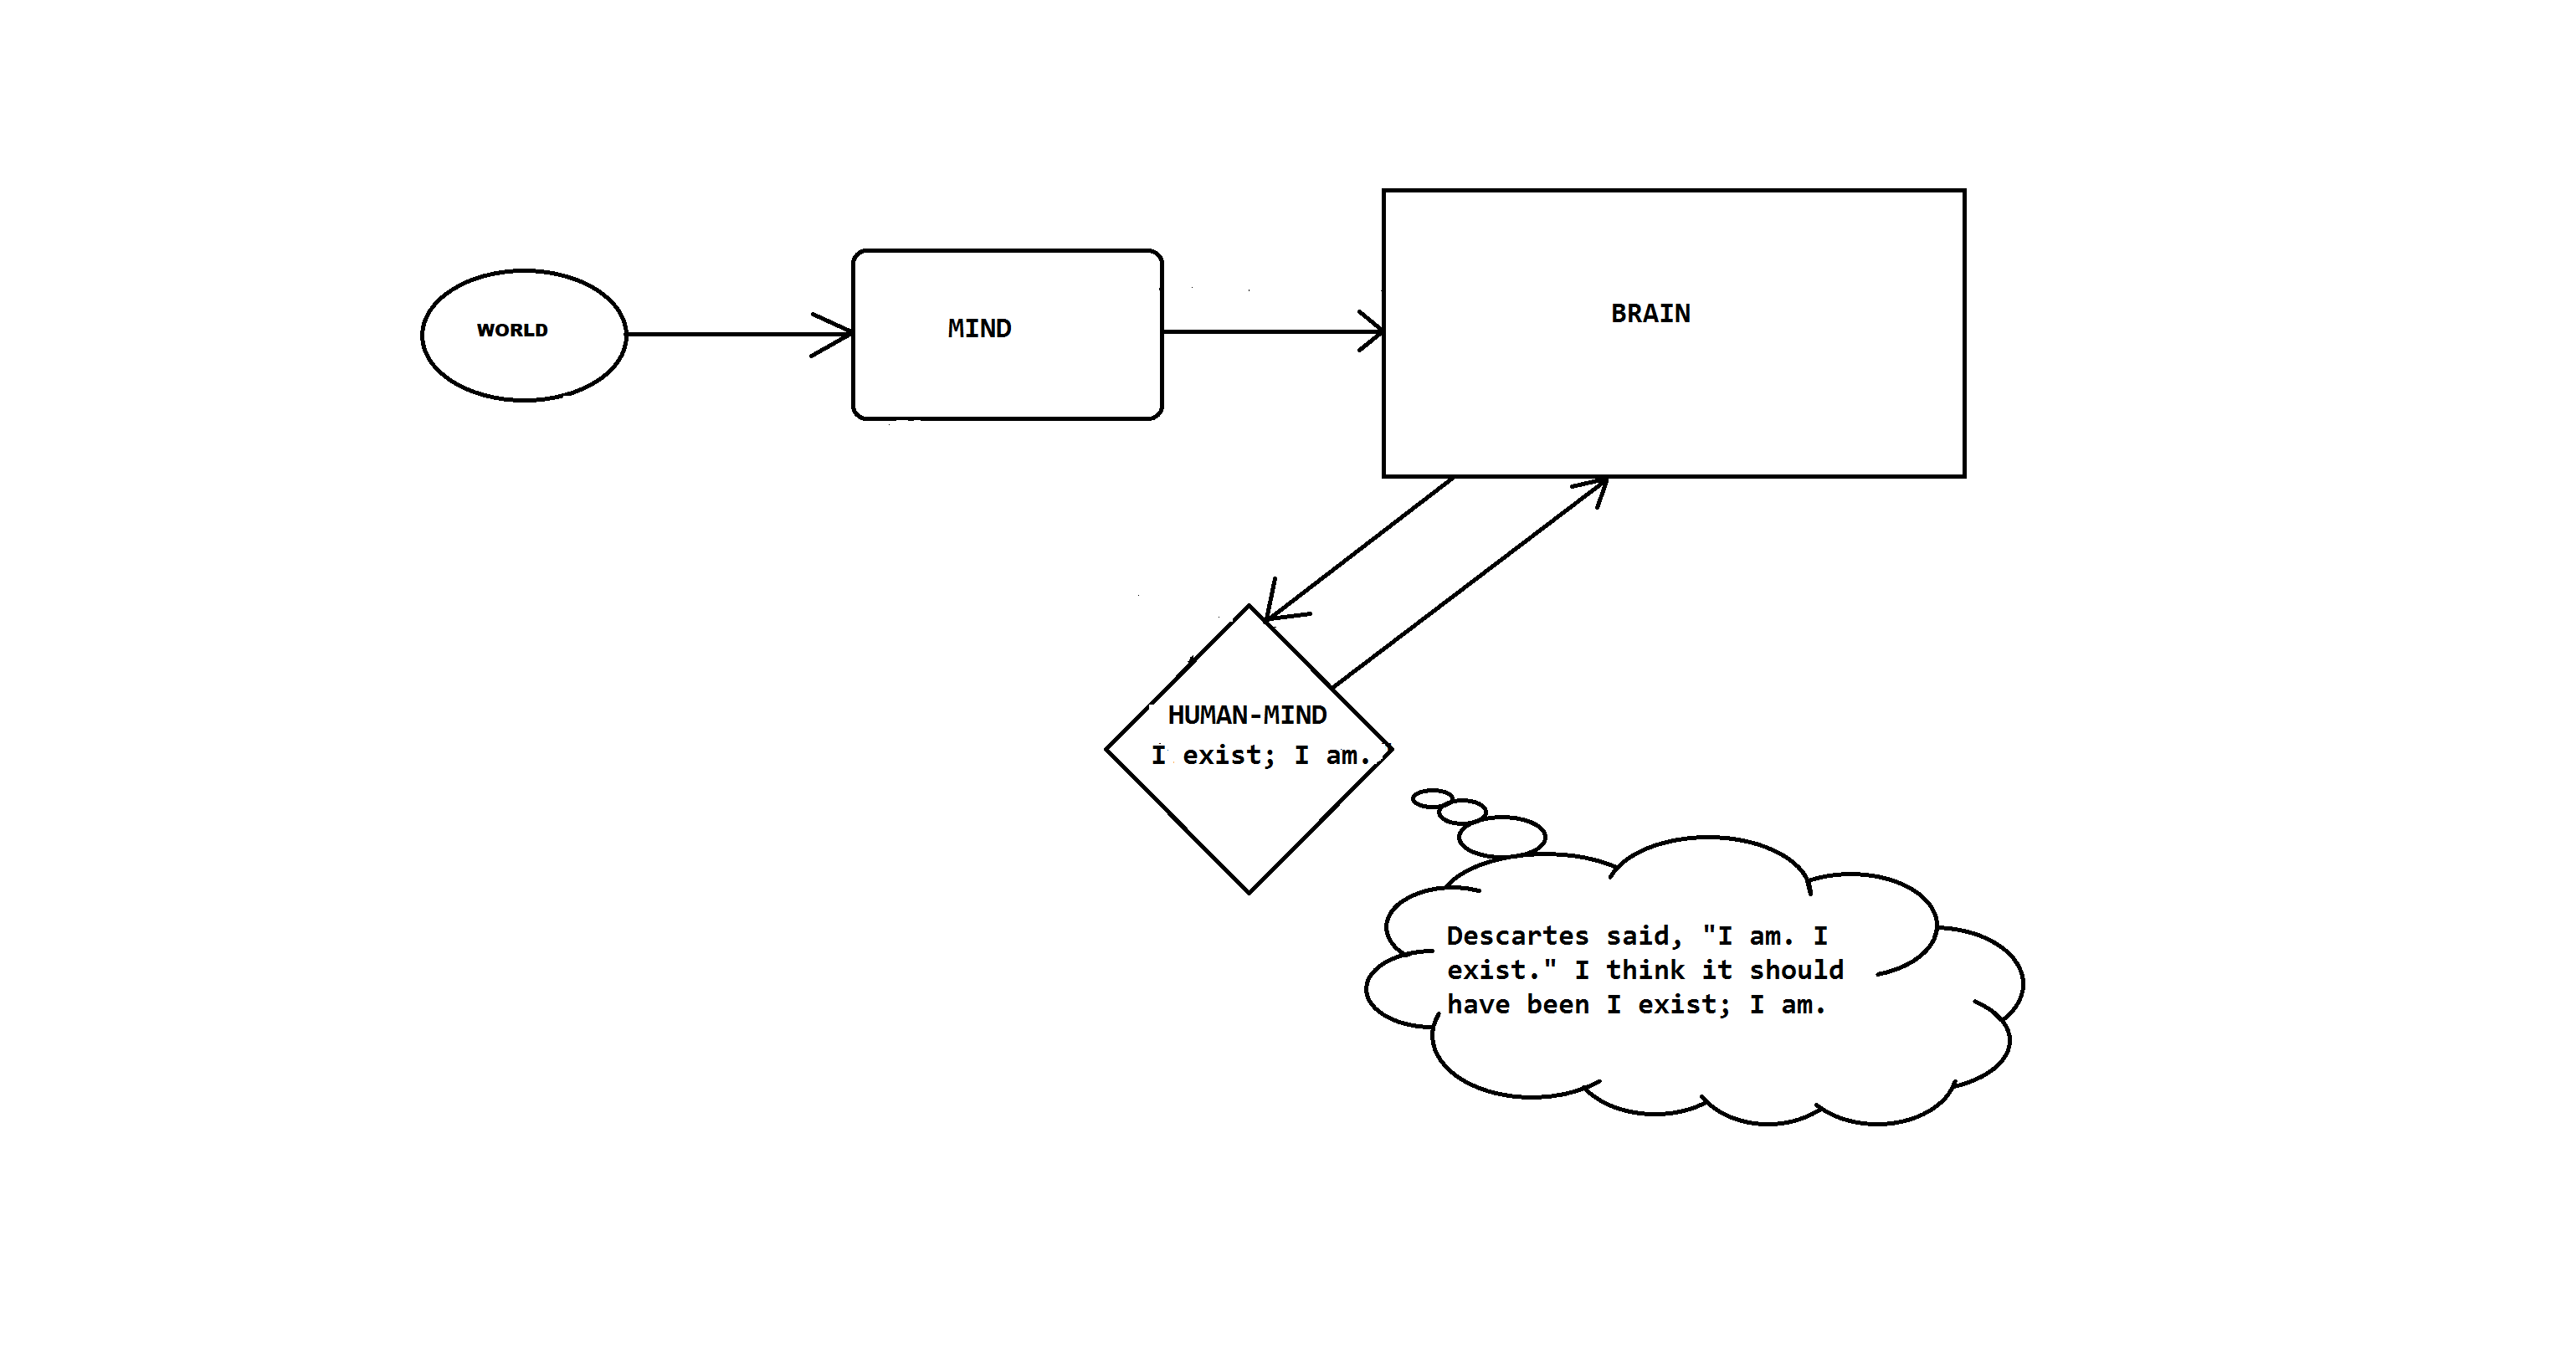 WORLD
MIND
BRAIN
HUMAN-MIND
I exist; I am.
Descartes said, "I am. I
exist." I think it should
have been I exist; I am.